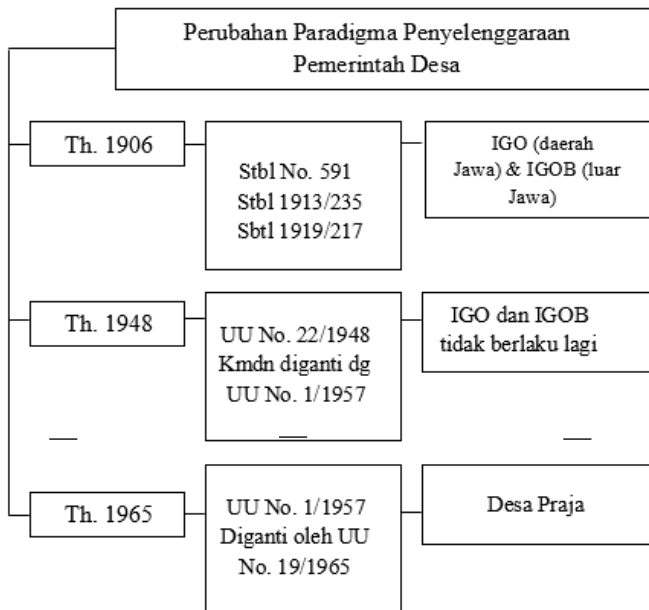 Perubahan Paradigma Penyelenggaraan
Pemerintah Desa
Th. 1906
Stbl No. 591
Stbl 1913/235
Sbtl 1919/217
IGO (daerah
Jawa) & IGOB (luar
Jawa)
Th. 1948
UU No. 22/1948
Kmdn diganti dg
UU No. 1/1957
IGO dan IGOB
tidak berlaku lagi
Th. 1965
UU No. 1/1957
Diganti oleh UU
No. 19/1965
Desa Praja